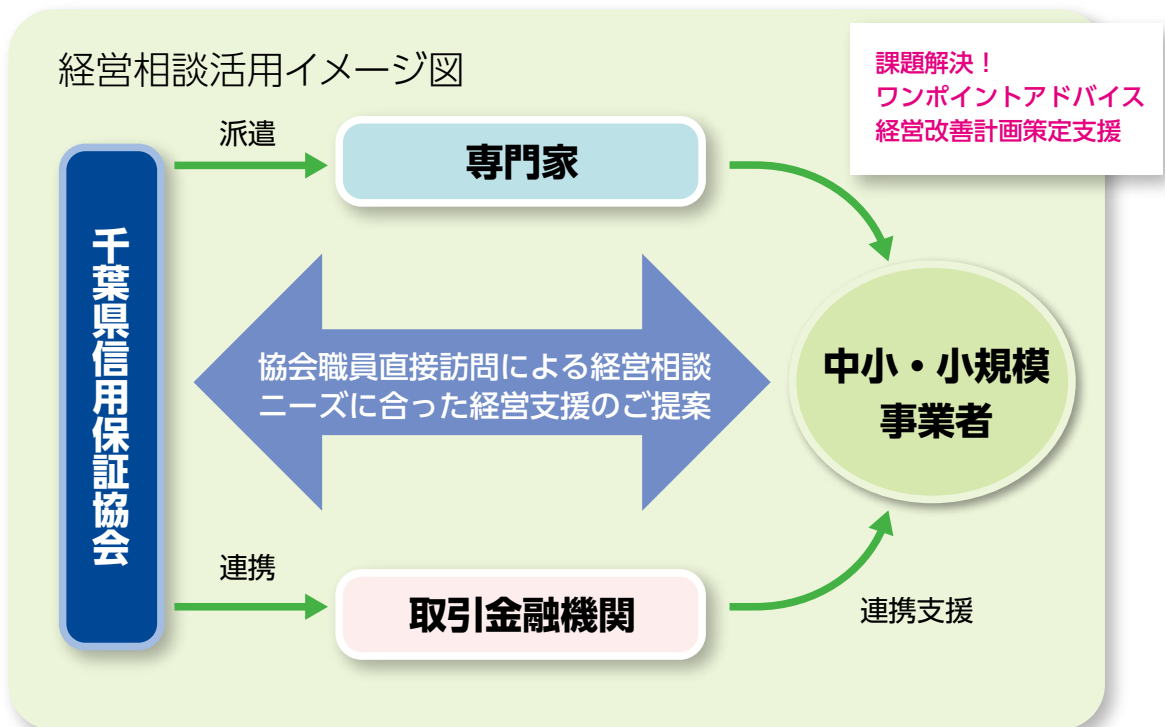 経営相談活用イメージ図
課題解決！
ワンポイントアドバイス
経営改善計画策定支援
派遣
専門家
千葉県信用保証協会
協会職員直接訪問による経営相談
ニーズに合った経営支援のご提案
中小・小規模
事業者
連携
取引金融機関
連携支援